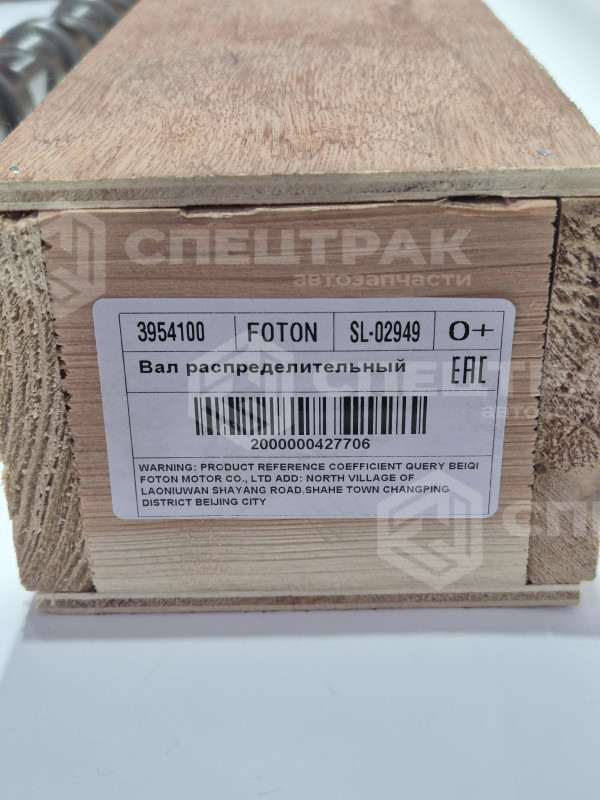 СПЕЦТРАК
автозапчасти
3954100 FOTON SL-02949 O+
Вал распределительный EAC
2000000427706
WARNING: PRODUCT REFERENCE COEFFICIENT QUERY BEIQI
FOTON MOTOR CO., LTD ADD: NORTH VILLAGE OF
LAONIUWAN SHAYANG ROAD,SHAHE TOWN CHANGPING
DISTRICT BEIJING CITY